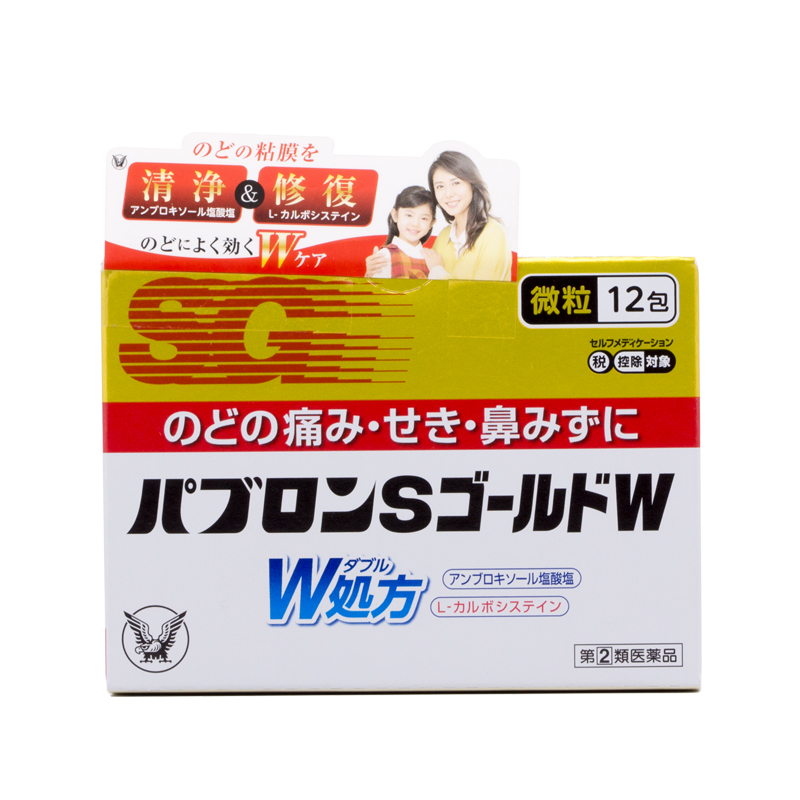 のどの粘膜を
清浄 & 修復
アンブロキソール塩酸塩 L-カルボシステイン
のどによく効くWケア
SG
微粒 12包
セルフメディケーション
税 控除 対象
のどの痛み・せき・鼻みずに
パブロンSゴールドW
ダブル
W処方
アンブロキソール塩酸塩
L-カルボシステイン
第2類医薬品